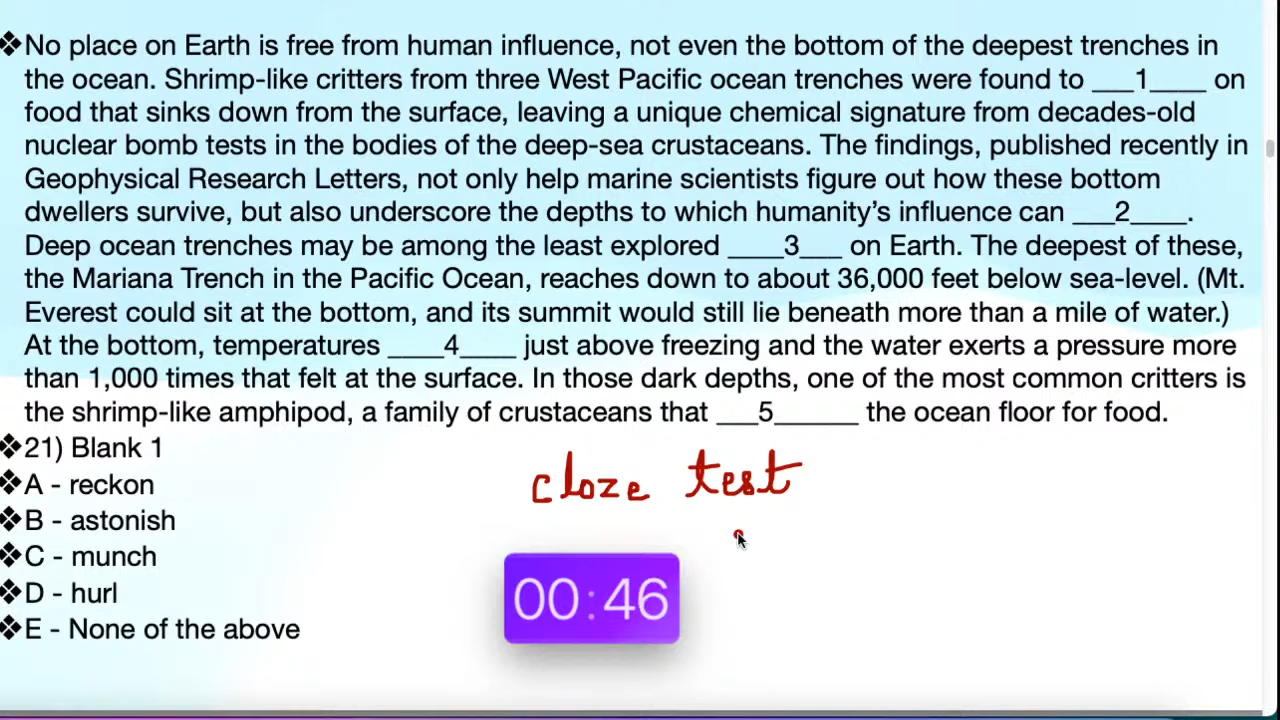 ❖No place on Earth is free from human influence, not even the bottom of the deepest trenches in
the ocean. Shrimp-like critters from three West Pacific ocean trenches were found to ___1____ on
food that sinks down from the surface, leaving a unique chemical signature from decades-old
nuclear bomb tests in the bodies of the deep-sea crustaceans. The findings, published recently in
Geophysical Research Letters, not only help marine scientists figure out how these bottom
dwellers survive, but also underscore the depths to which humanity’s influence can ___2____.
Deep ocean trenches may be among the least explored ____3___ on Earth. The deepest of these,
the Mariana Trench in the Pacific Ocean, reaches down to about 36,000 feet below sea-level. (Mt.
Everest could sit at the bottom, and its summit would still lie beneath more than a mile of water.)
At the bottom, temperatures ____4____ just above freezing and the water exerts a pressure more
than 1,000 times that felt at the surface. In those dark depths, one of the most common critters is
the shrimp-like amphipod, a family of crustaceans that ___5______ the ocean floor for food.
❖21) Blank 1
❖A - reckon
❖B - astonish
❖C - munch
❖D - hurl
❖E - None of the above
cloze test
00:46